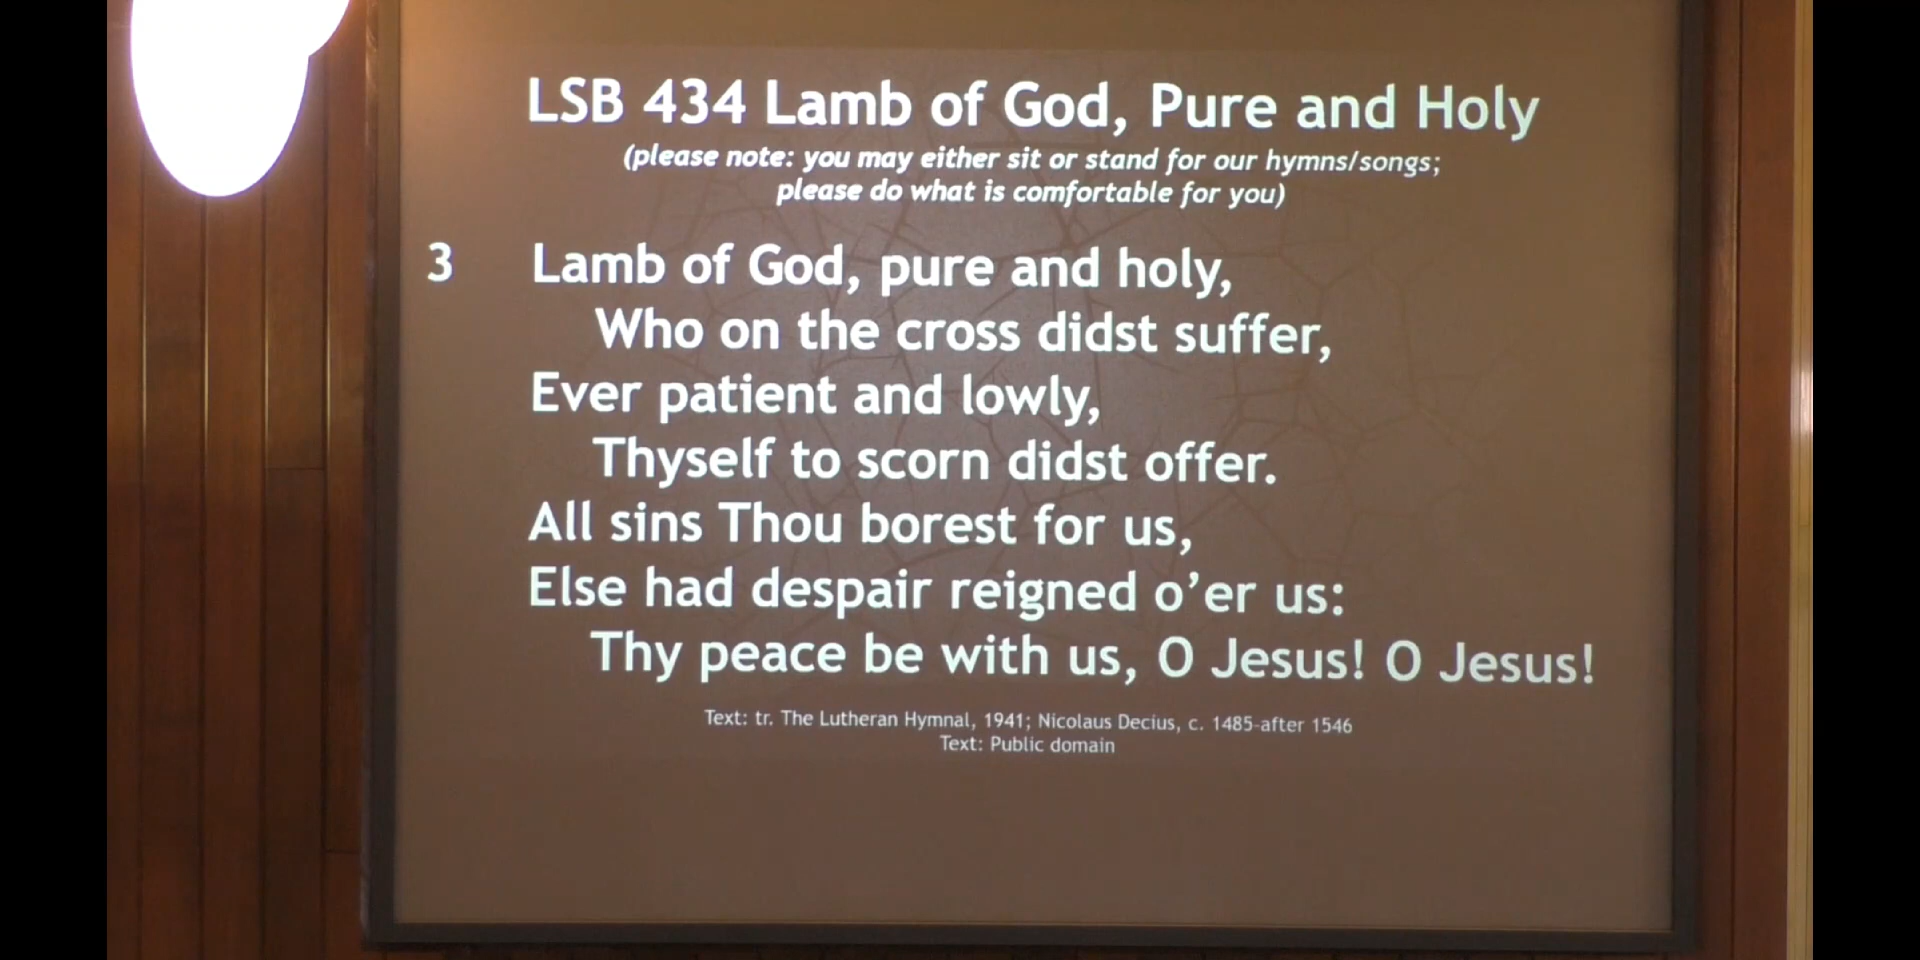 LSB 434 Lamb of God, Pure and Holy
(please note: you may either sit or stand for our hymns/songs;
please do what is comfortable for you)
3 Lamb of God, pure and holy,
Who on the cross didst suffer,
Ever patient and lowly,
Thyself to scorn didst offer.
All sins Thou borest for us,
Else had despair reigned o’er us:
Thy peace be with us, O Jesus! O Jesus!
Text: tr. The Lutheran Hymnal, 1941; Nicolaus Decius, c. 1485-after 1546
Text: Public domain